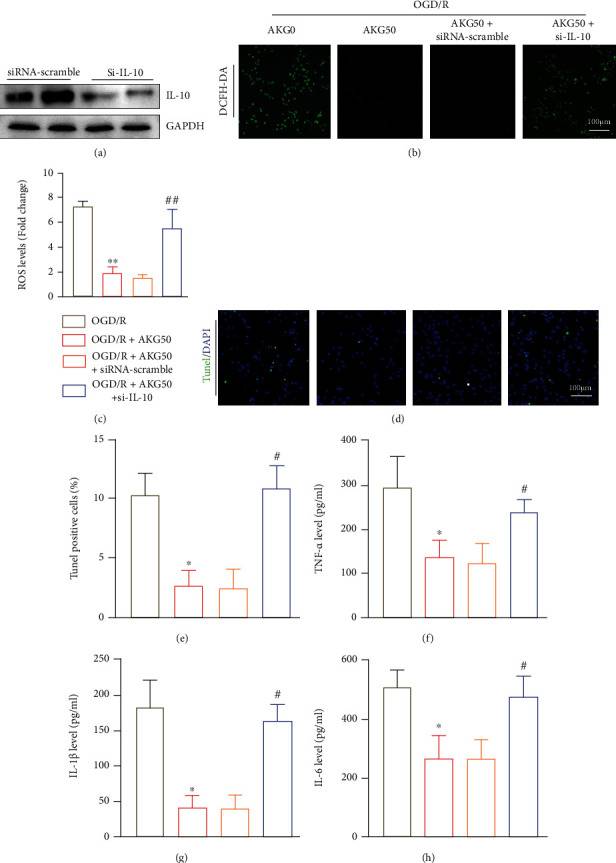 siRNA-scramble Si-IL-10
IL-10
GAPDH
(a)
OGD/R
AKG0 AKG50 AKG50 + siRNA-scramble AKG50 + si-IL-10
DCFH-DA
100μm
(b)
ROS levels (Fold change)
10
8
6
4
2
0
**
##
OGD/R
OGD/R + AKG50
OGD/R + AKG50
+ siRNA-scramble
OGD/R + AKG50
+si-IL-10
(c)
Tunel/DAPI
100μm
(d)
Tunel positive cells (%)
15
10
5
0
*
#
(e)
TNF-α level (pg/ml)
400
300
200
100
0
*
#
(f)
IL-1β level (pg/ml)
250
200
150
100
50
0
*
#
(g)
IL-6 level (pg/ml)
600
400
200
0
*
#
(h)